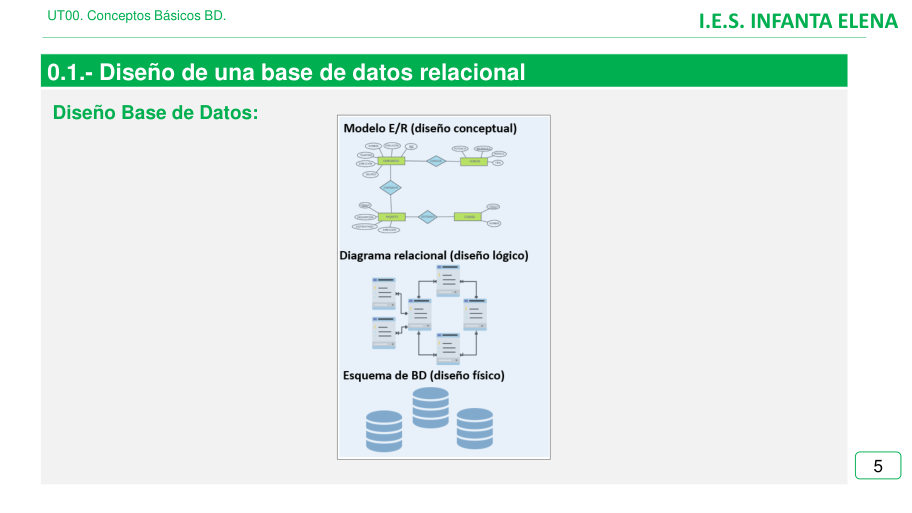 UT00. Conceptos Básicos BD.
I.E.S. INFANTA ELENA
0.1.- Diseño de una base de datos relacional
Diseño Base de Datos:
Modelo E/R (diseño conceptual)
Diagrama relacional (diseño lógico)
Esquema de BD (diseño físico)
5